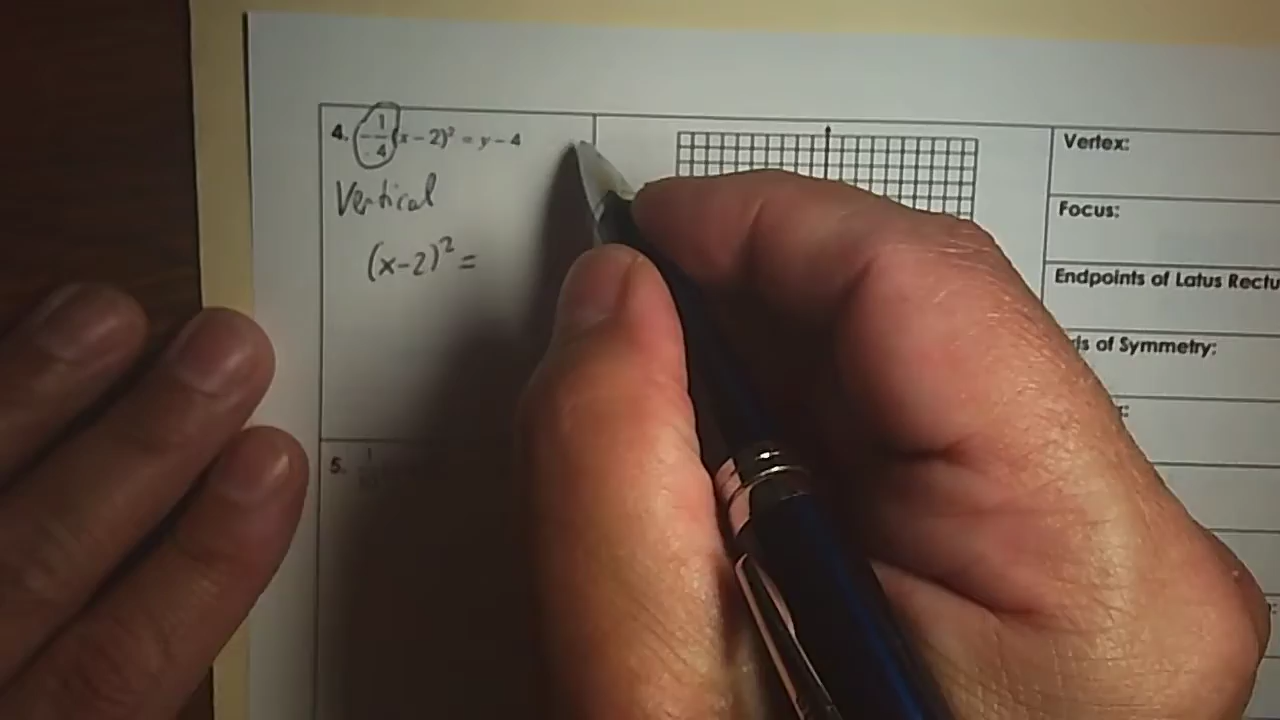 4. -1/4(x - 2)² = y - 4
Vertical
(x-2)² =
Vertex:
Focus:
Endpoints of Latus Rectu
of Symmetry:
5.